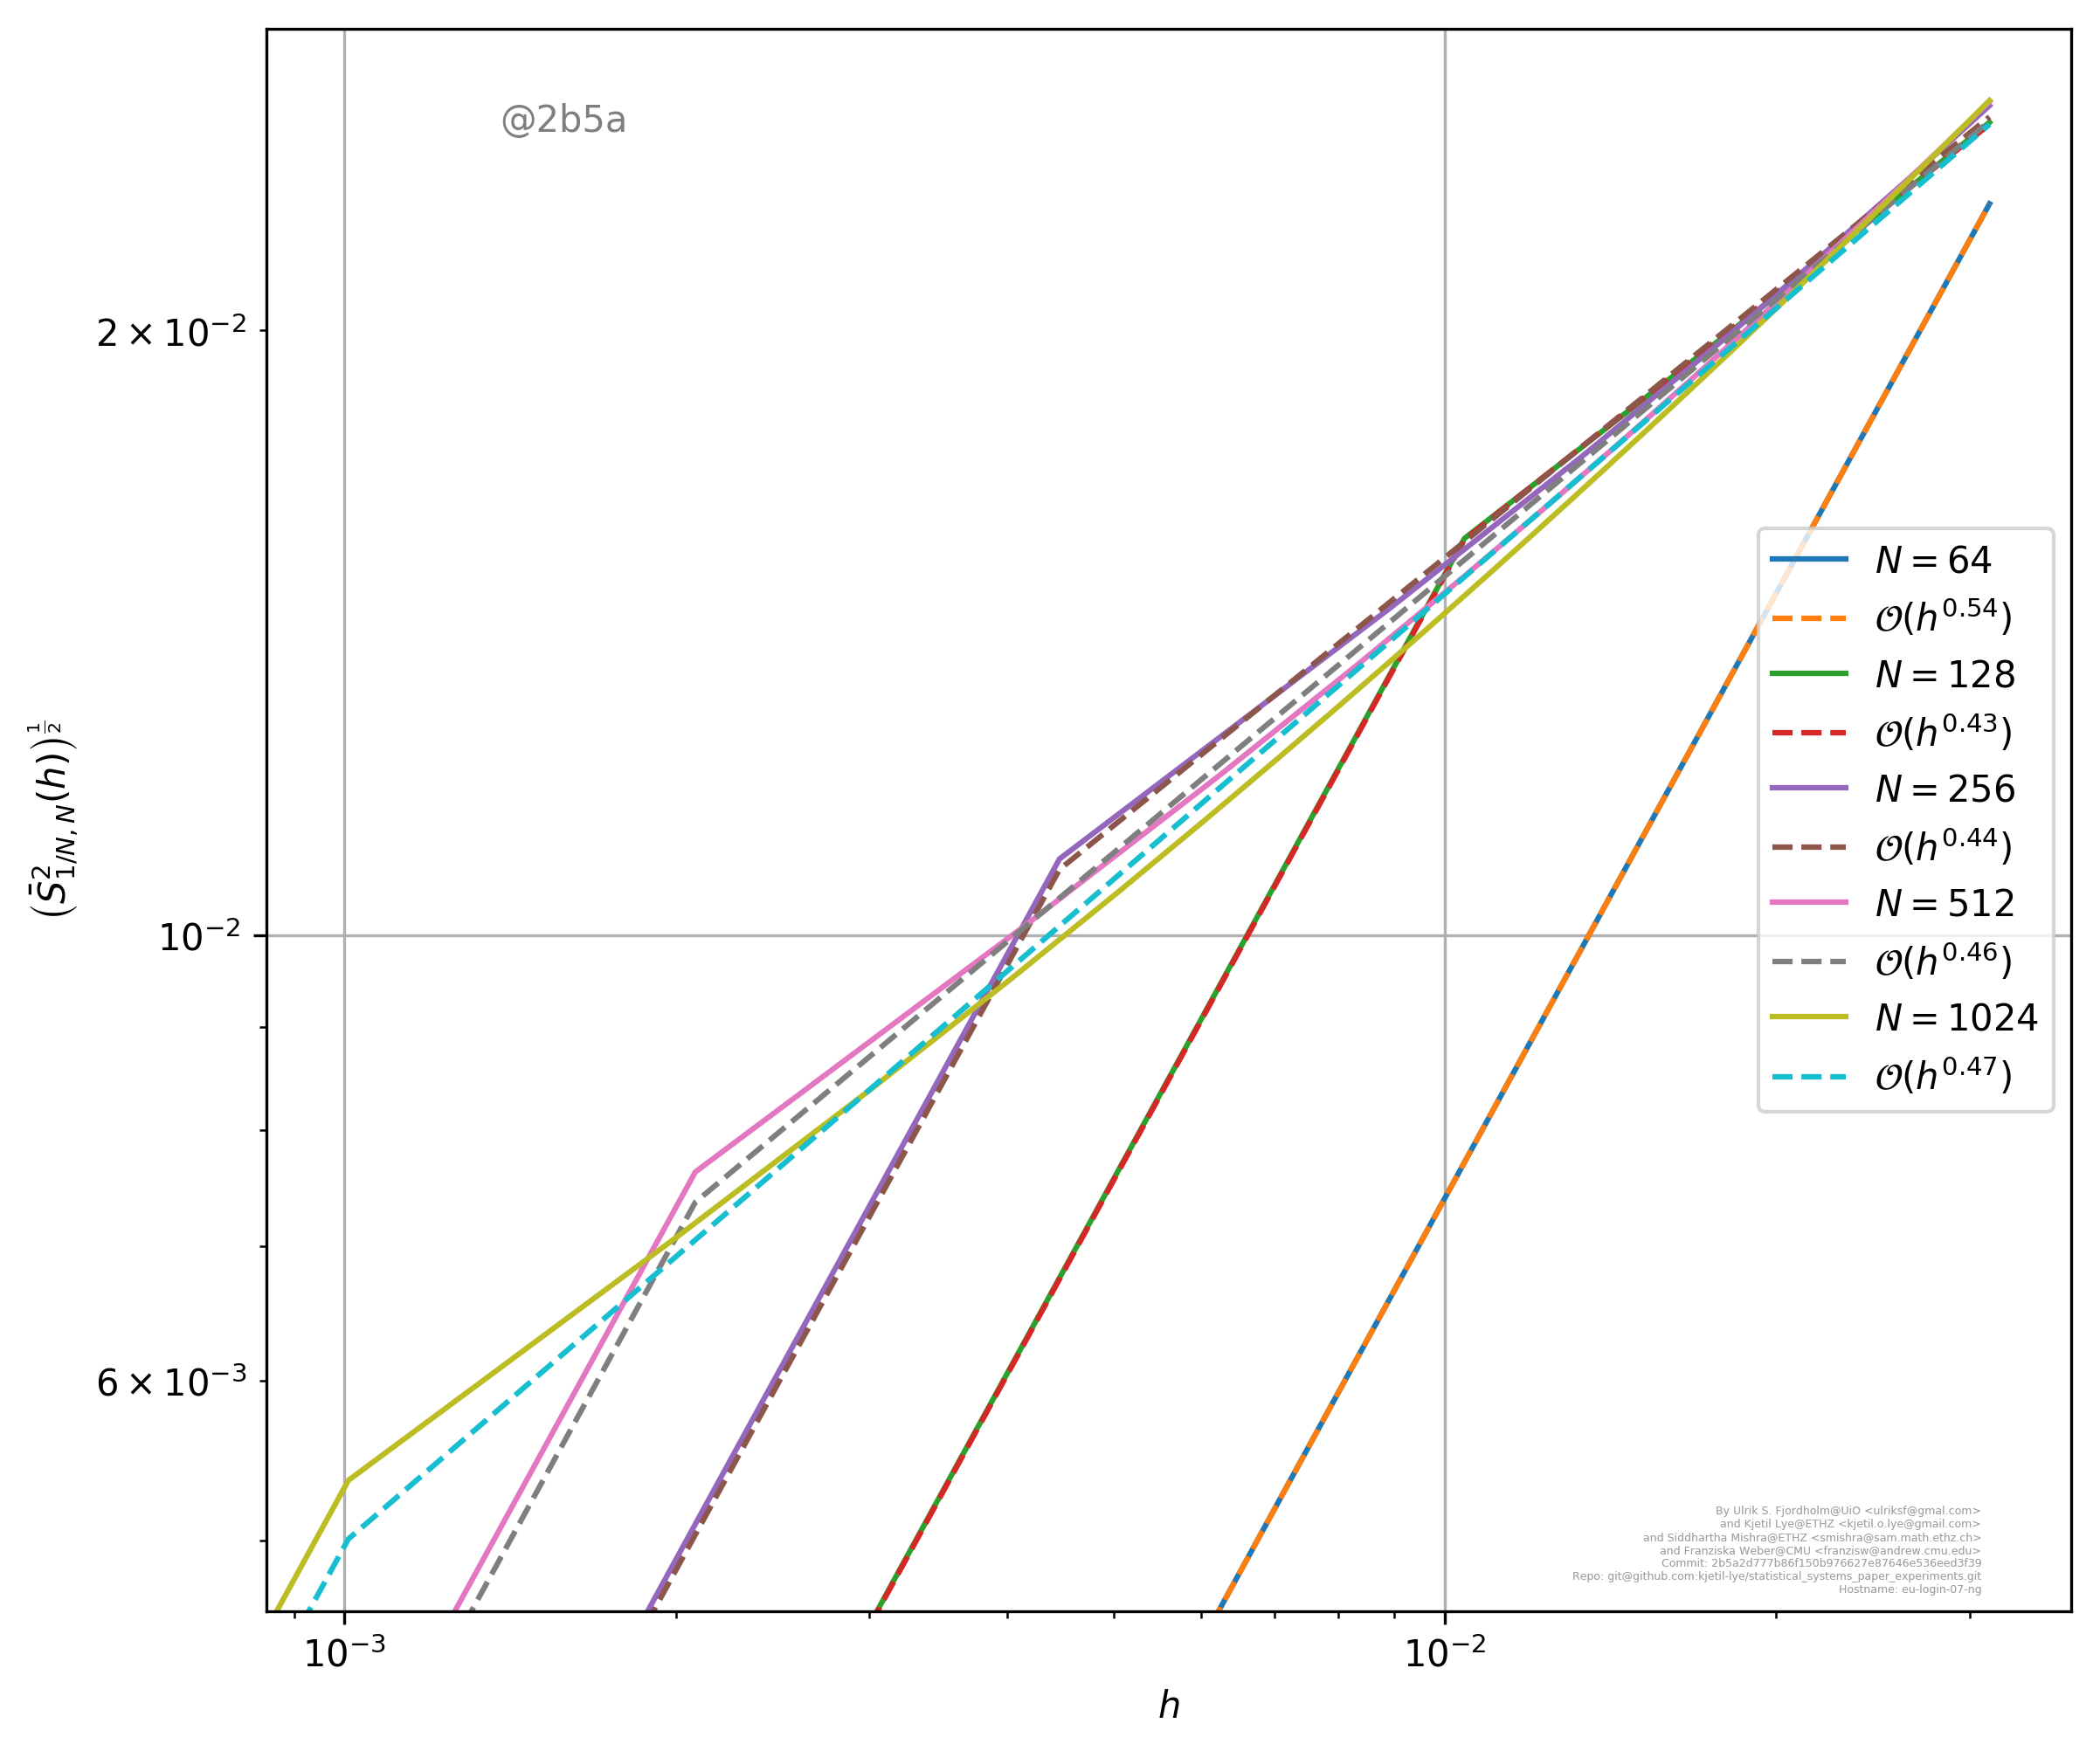 @2b5a
2 × 10⁻²
10⁻²
6 × 10⁻³
(S̄²₁/N, N(h))^½
10⁻³
10⁻²
h
N = 64
𝒪(h^0.54)
N = 128
𝒪(h^0.43)
N = 256
𝒪(h^0.44)
N = 512
𝒪(h^0.46)
N = 1024
𝒪(h^0.47)
By Ulrik S. Fjordholm@UiO <ulriksf@gmal.com>
and Kjetil Lye@ETHZ <kjetil.o.lye@gmail.com>
and Siddhartha Mishra@ETHZ <smishra@sam.math.ethz.ch>
and Franziska Weber@CMU <franzisw@andrew.cmu.edu>
Commit: 2b5a2d777b86f150b976627e87646e536eed3f39
Repo: git@github.com:kjetil-lye/statistical_systems_paper_experiments.git
Hostname: eu-login-07-ng